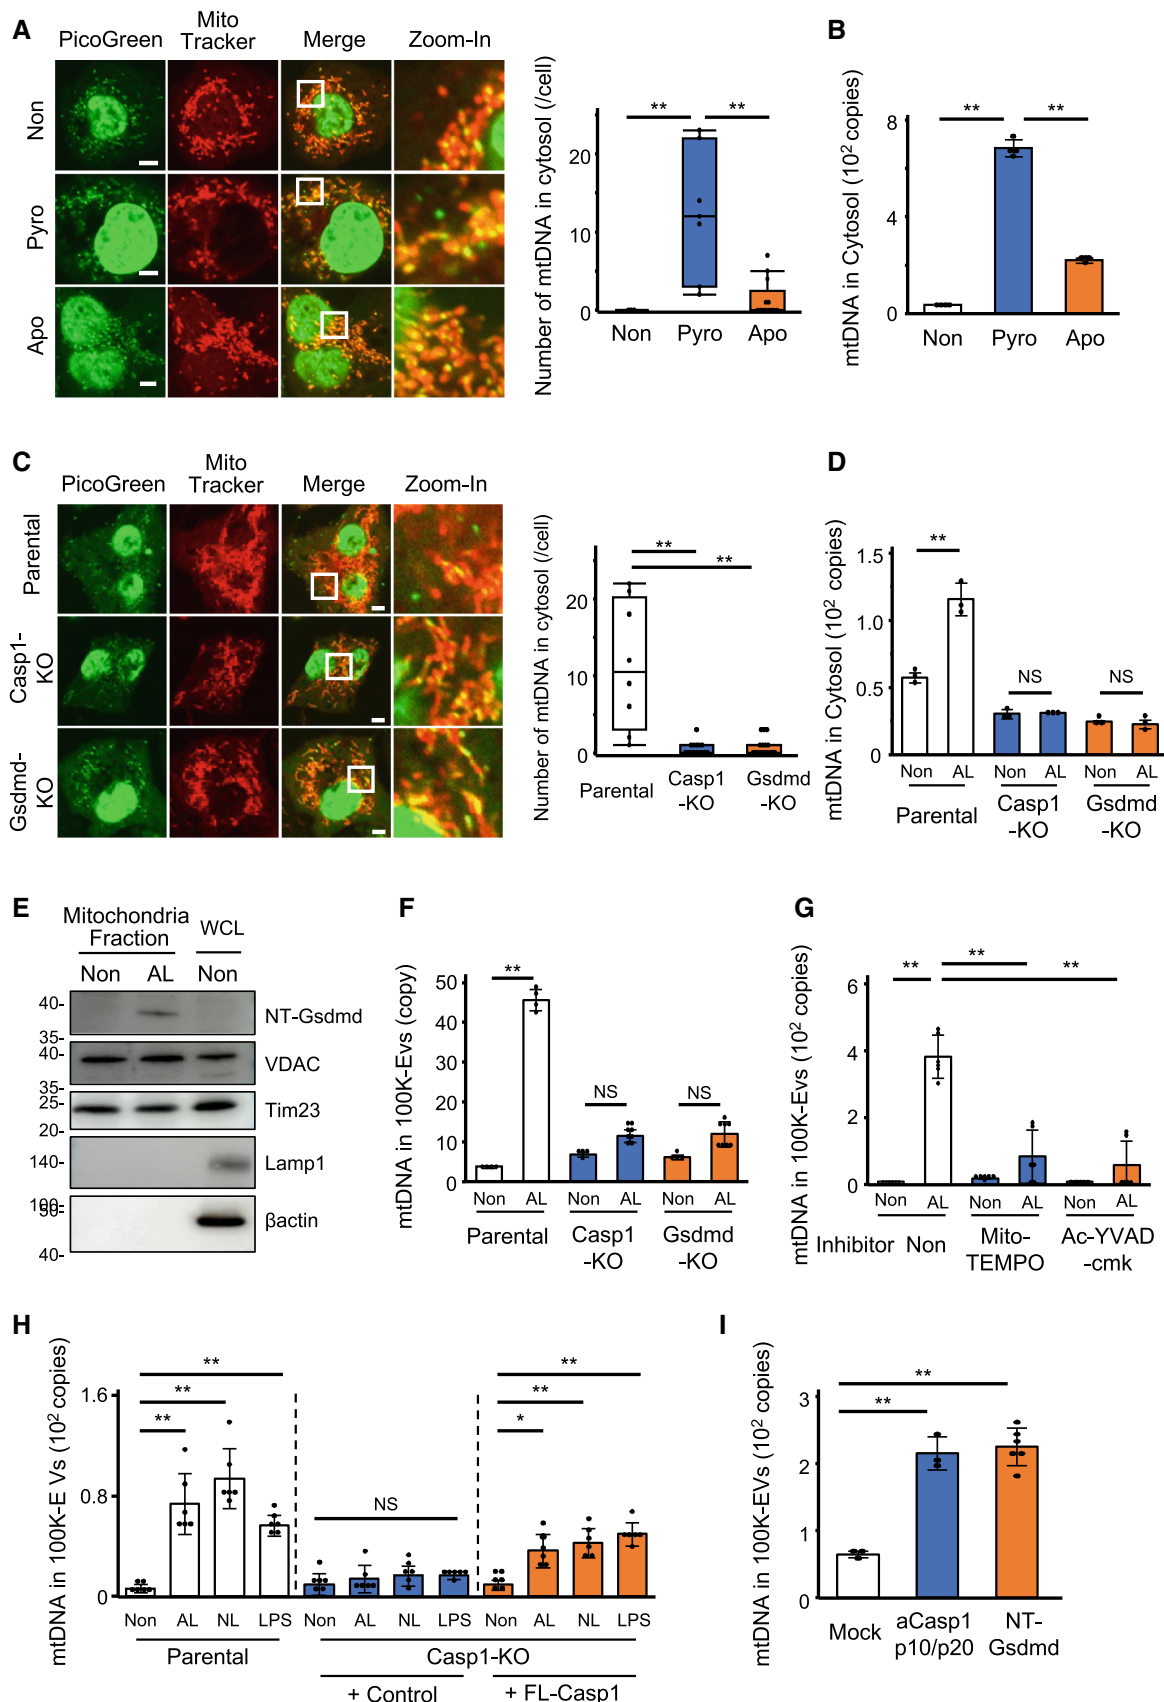 A
PicoGreen
Mito
Tracker
Merge
Zoom-In
Non
Pyro
Apo
Number of mtDNA in cytosol (/cell)
20
10
0
**
**
Non
Pyro
Apo
B
mtDNA in Cytosol (10² copies)
8
4
0
**
**
Non
Pyro
Apo
C
PicoGreen
Mito
Tracker
Merge
Zoom-In
Parental
Casp1-
KO
Gsdmd-
KO
Number of mtDNA in cytosol (/cell)
20
10
0
**
**
Parental
Casp1
-KO
Gsdmd
-KO
D
mtDNA in Cytosol (10² copies)
1.5
1.0
0.5
0
**
NS
NS
Non
AL
Non
AL
Non
AL
Parental
Casp1
-KO
Gsdmd
-KO
E
Mitochondria
Fraction
WCL
Non
AL
Non
40-
35-
NT-Gsdmd
40-
35-
VDAC
25-
20-
Tim23
140-
Lamp1
100-
90-
40-
βactin
F
mtDNA in 100K-Evs (copy)
50
40
30
20
10
0
**
NS
NS
Non
AL
Non
AL
Non
AL
Parental
Casp1
-KO
Gsdmd
-KO
G
mtDNA in 100K-Evs (10² copies)
6
4
2
0
**
**
**
Non
AL
Non
AL
Non
AL
Inhibitor
Non
Mito-
TEMPO
Ac-YVAD
-cmk
H
mtDNA in 100K-E Vs (10² copies)
1.6
0.8
0
**
**
**
NS
**
**
*
Non
AL
NL
LPS
Non
AL
NL
LPS
Non
AL
NL
LPS
Parental
Casp1-KO
+ Control
+ FL-Casp1
I
mtDNA in 100K-EVs (10² copies)
3
2
1
0
**
**
Mock
aCasp1
p10/p20
NT-
Gsdmd